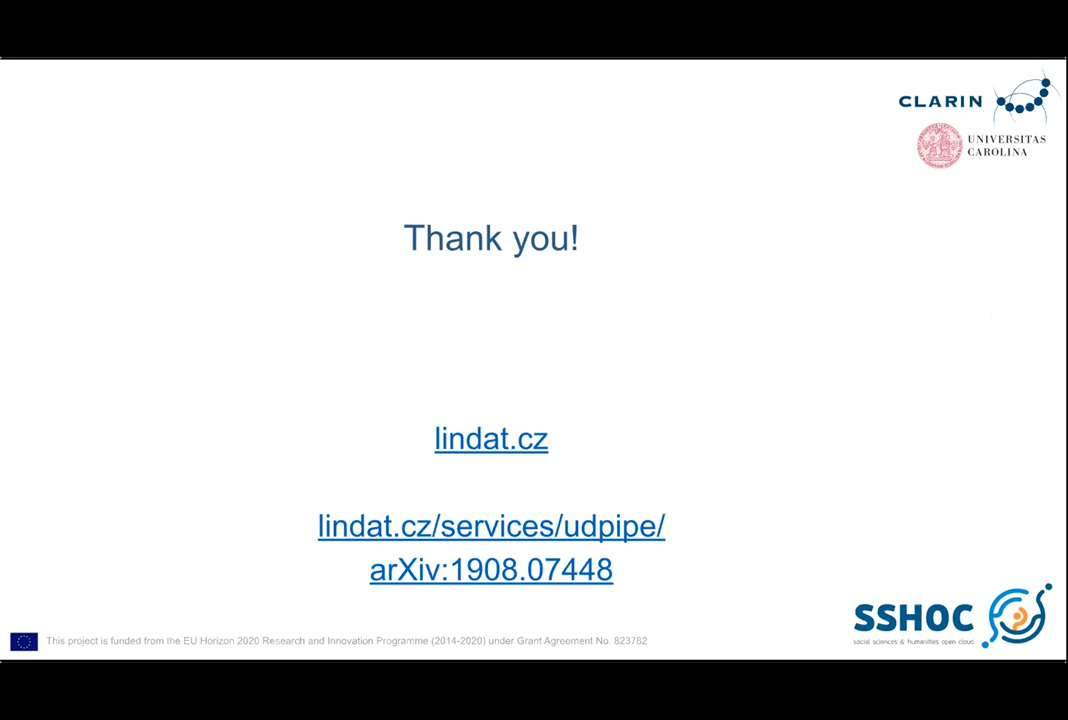 CLARIN
UNIVERSITAS
CAROLINA
Thank you!
lindat.cz
lindat.cz/services/udpipe/
arXiv:1908.07448
SSHOC
social sciences & humanities open cloud
This project is funded from the EU Horizon 2020 Research and Innovation Programme (2014-2020) under Grant Agreement No. 823782